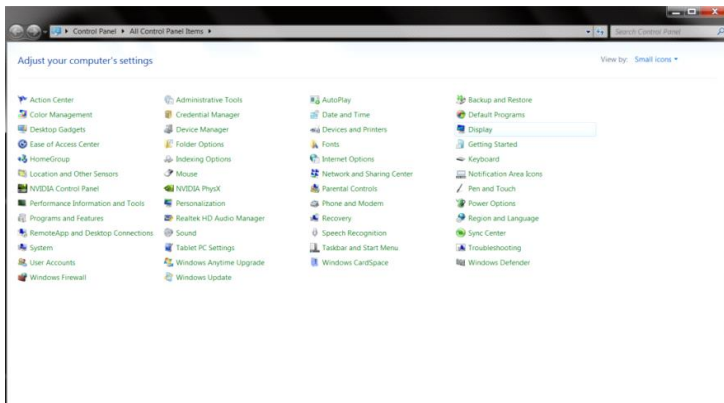 Control Panel ▸ All Control Panel Items ▸
Search Control Panel
Adjust your computer's settings
View by: Small icons
Action Center
Administrative Tools
AutoPlay
Backup and Restore
Color Management
Credential Manager
Date and Time
Default Programs
Desktop Gadgets
Device Manager
Devices and Printers
Display
Ease of Access Center
Folder Options
Fonts
Getting Started
HomeGroup
Indexing Options
Internet Options
Keyboard
Location and Other Sensors
Mouse
Network and Sharing Center
Notification Area Icons
NVIDIA Control Panel
NVIDIA PhysX
Parental Controls
Pen and Touch
Performance Information and Tools
Personalization
Phone and Modem
Power Options
Programs and Features
Realtek HD Audio Manager
Recovery
Region and Language
RemoteApp and Desktop Connections
Sound
Speech Recognition
Sync Center
System
Tablet PC Settings
Taskbar and Start Menu
Troubleshooting
User Accounts
Windows Anytime Upgrade
Windows CardSpace
Windows Defender
Windows Firewall
Windows Update